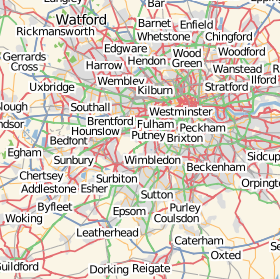 Bar
Langley
Watford
Barnet
Enfield
Rickmansworth
Whetstone
Chingford
Edgware
Woodford
Gerrards
Cross
Harrow
Hendon
Wood
Green
Wanstead
Wembley
Ilford
Uxbridge
Kilburn
Stratford
Southall
Westminster
Brentford
Fulham
Hounslow
Putney
Peckham
Bedfont
Brixton
Egham
Sunbury
Wimbledon
Sidcup
Chertsey
Surbiton
Beckenham
Addlestone
Esher
Orpington
Byfleet
Sutton
Woking
Epsom
Purley
Coulsdon
Leatherhead
Caterham
Oxted
Guildford
Dorking
Reigate